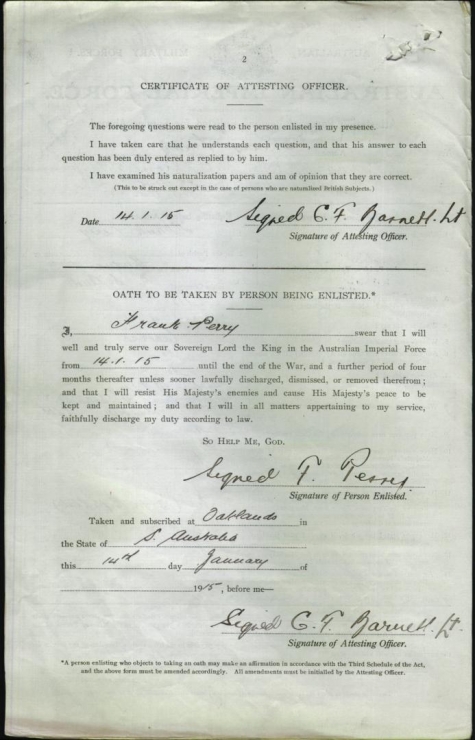 2
CERTIFICATE OF ATTESTING OFFICER.
The foregoing questions were read to the person enlisted in my presence.
I have taken care that he understands each question, and that his answer to each
question has been duly entered as replied to by him.
I have examined his naturalization papers and am of opinion that they are correct.
(This to be struck out except in the case of persons who are naturalized British Subjects.)
Date 14.1.15 Signed C. F. Barnett. Lt
Signature of Attesting Officer.
OATH TO BE TAKEN BY PERSON BEING ENLISTED.*
I, Frank Perry swear that I will
well and truly serve our Sovereign Lord the King in the Australian Imperial Force
from 14.1.15 until the end of the War, and a further period of four
months thereafter unless sooner lawfully discharged, dismissed, or removed therefrom ;
and that I will resist His Majesty's enemies and cause His Majesty's peace to be
kept and maintained ; and that I will in all matters appertaining to my service,
faithfully discharge my duty according to law.
SO HELP ME, GOD.
Signed F. Perry
Signature of Person Enlisted.
Taken and subscribed at Oaklands in
the State of S. Australia
this 14th day January of
1915, before me—
Signed C. F. Barnett. Lt.
Signature of Attesting Officer.
*A person enlisting who objects to taking an oath may make an affirmation in accordance with the Third Schedule of the Act,
and the above form must be amended accordingly. All amendments must be initialled by the Attesting Officer.